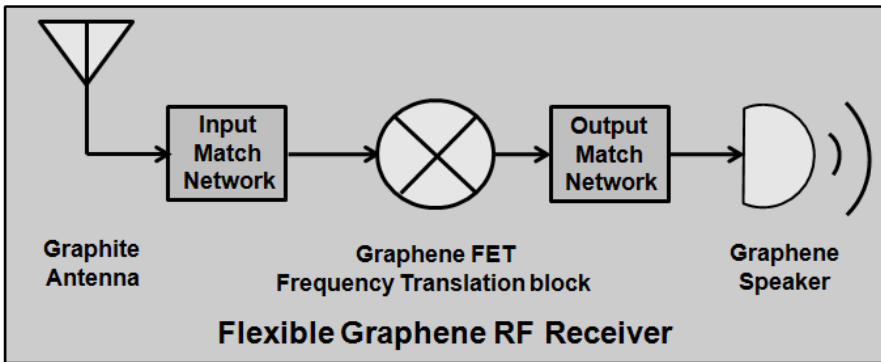 Input
Match
Network
Output
Match
Network
Graphite
Antenna
Graphene FET
Frequency Translation block
Graphene
Speaker
Flexible Graphene RF Receiver